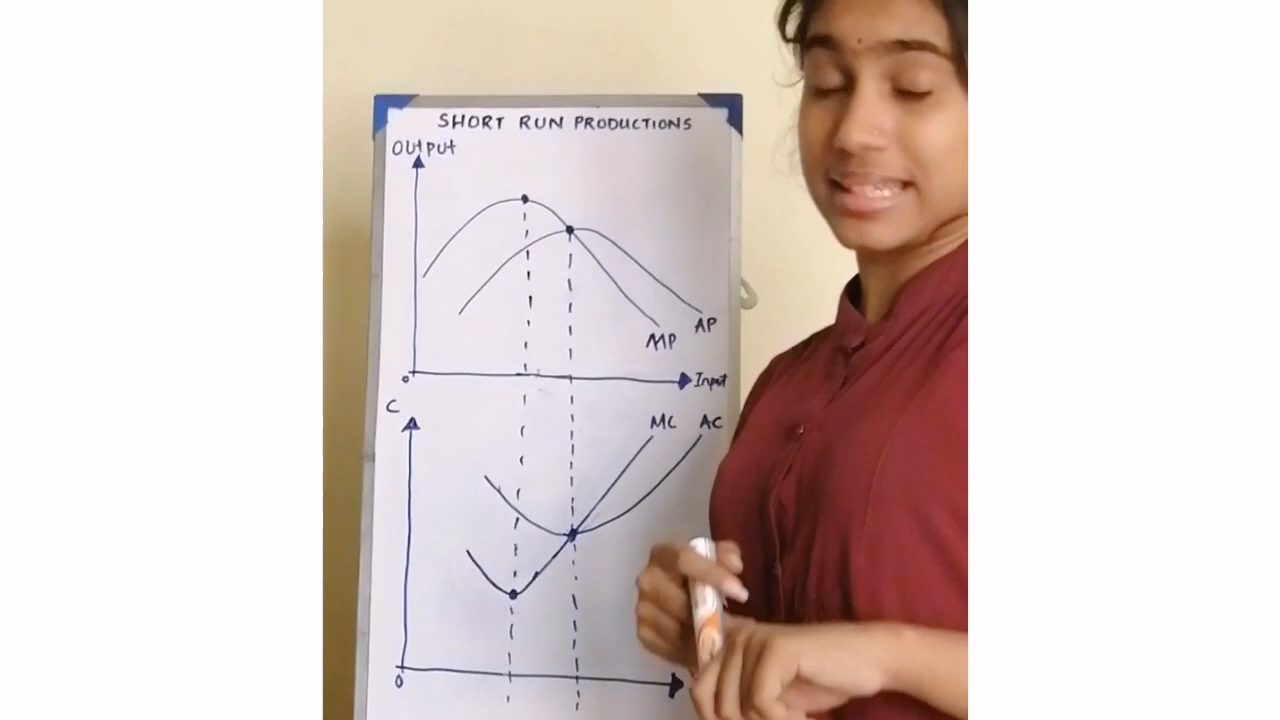 SHORT RUN PRODUCTIONS
Output
AP
MP
0
Input
C
MC AC
0